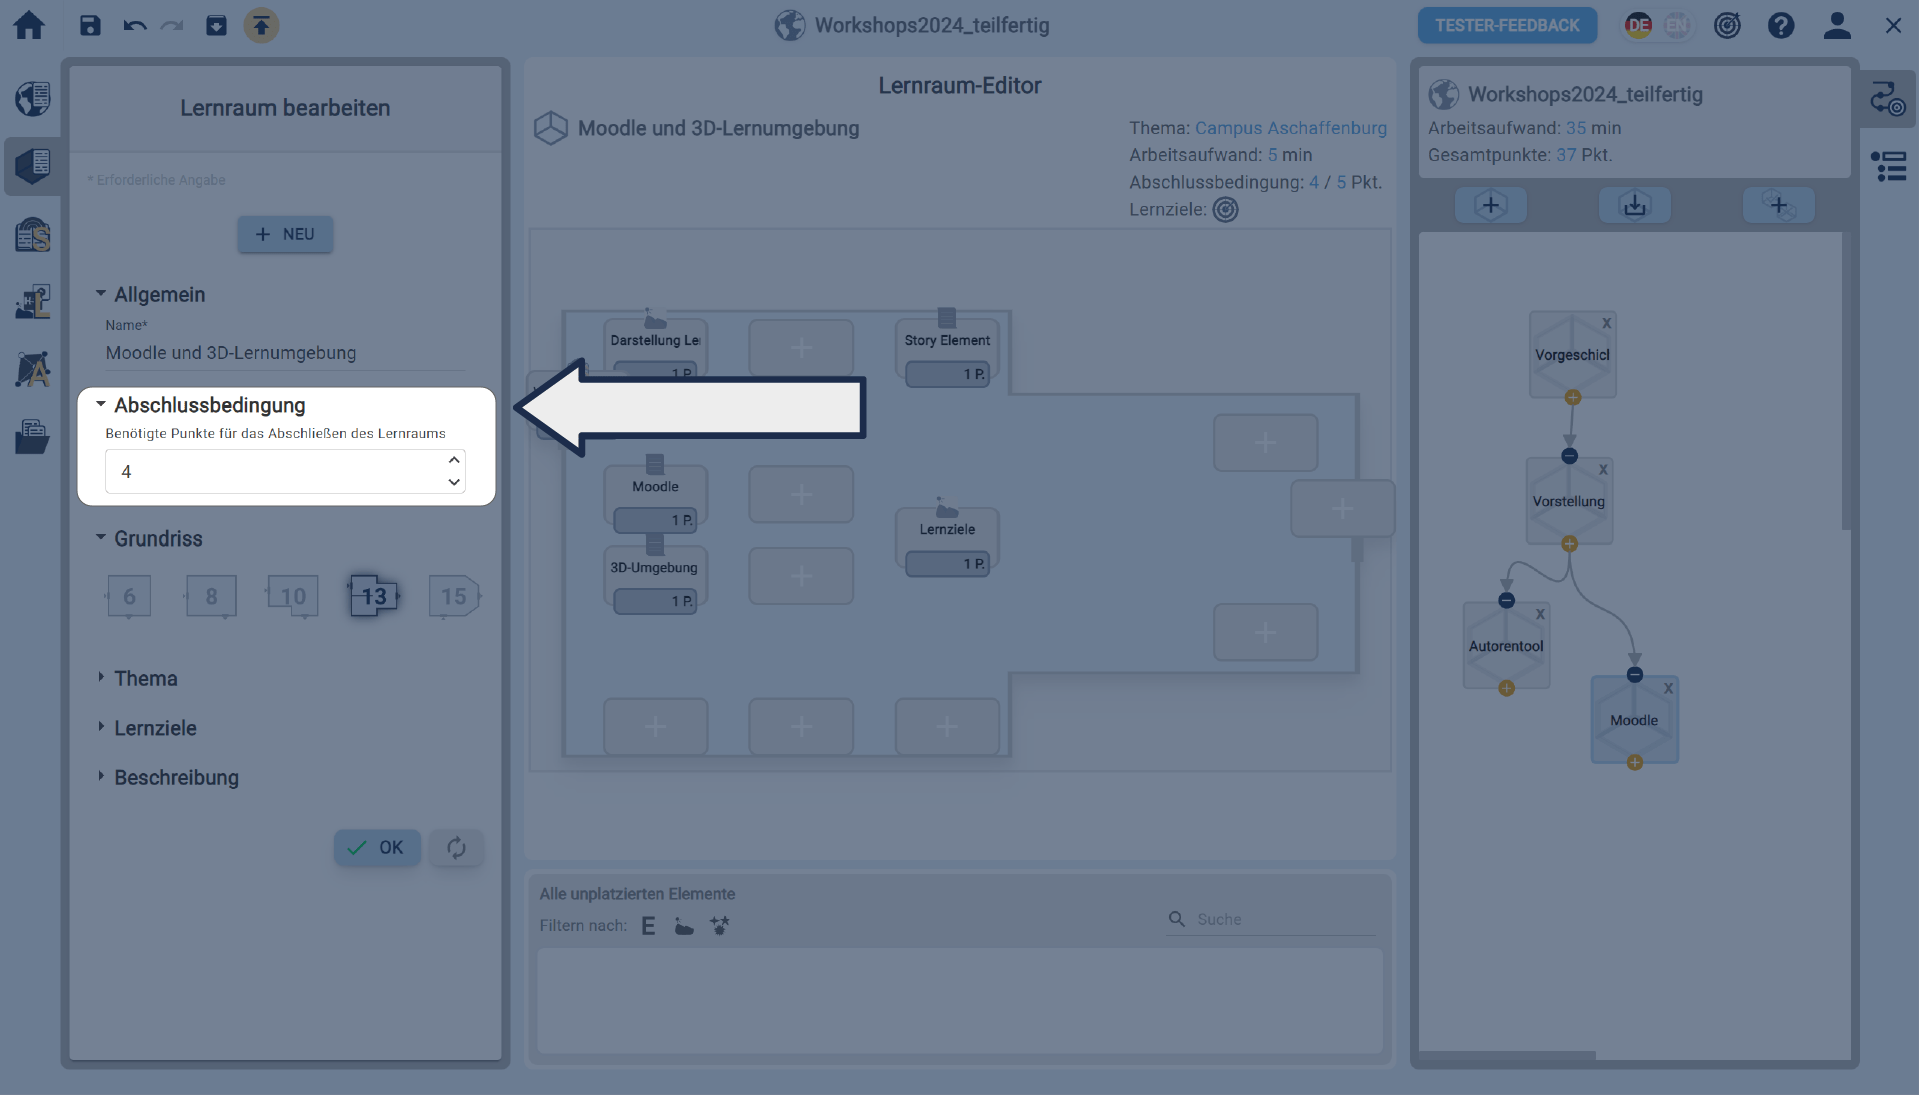 Workshops2024_teilfertig
TESTER-FEEDBACK
DE
EN
Lernraum bearbeiten
* Erforderliche Angabe
NEU
Allgemein
Name*
Moodle und 3D-Lernumgebung
Abschlussbedingung
Benötigte Punkte für das Abschließen des Lernraums
4
Grundriss
6
8
10
13
15
Thema
Lernziele
Beschreibung
OK
Lernraum-Editor
Moodle und 3D-Lernumgebung
Thema: Campus Aschaffenburg
Arbeitsaufwand: 5 min
Abschlussbedingung: 4 / 5 Pkt.
Lernziele:
Darstellung Le
1 P.
Story Element
1 P.
Moodle
1 P.
3D-Umgebung
1 P.
Lernziele
1 P.
Alle unplatzierten Elemente
Filtern nach: E
Suche
Workshops2024_teilfertig
Arbeitsaufwand: 35 min
Gesamtpunkte: 37 Pkt.
X
Vorgeschicl
X
Vorstellung
X
Autorentool
X
Moodle